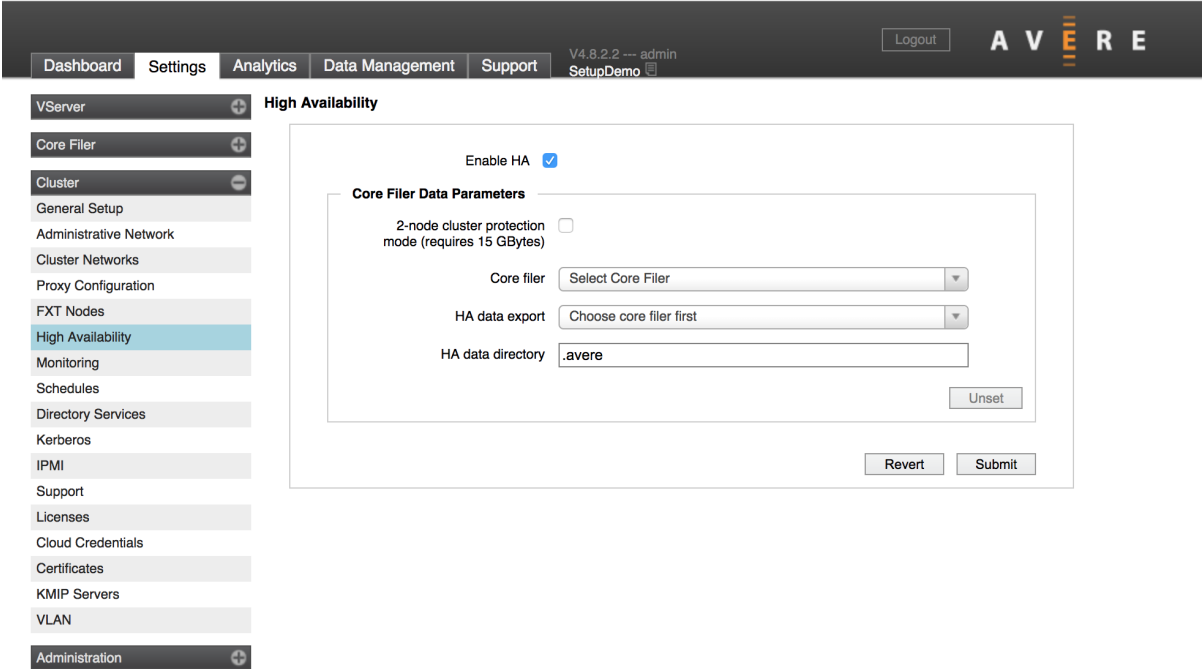 Logout
AVERE
V4.8.2.2 --- admin
Dashboard Settings Analytics Data Management Support SetupDemo
VServer
High Availability
Core Filer
Cluster
General Setup
Administrative Network
Cluster Networks
Proxy Configuration
FXT Nodes
High Availability
Monitoring
Schedules
Directory Services
Kerberos
IPMI
Support
Licenses
Cloud Credentials
Certificates
KMIP Servers
VLAN
Administration
Enable HA
Core Filer Data Parameters
2-node cluster protection
mode (requires 15 GBytes)
Core filer Select Core Filer
HA data export Choose core filer first
HA data directory .avere
Unset
Revert Submit